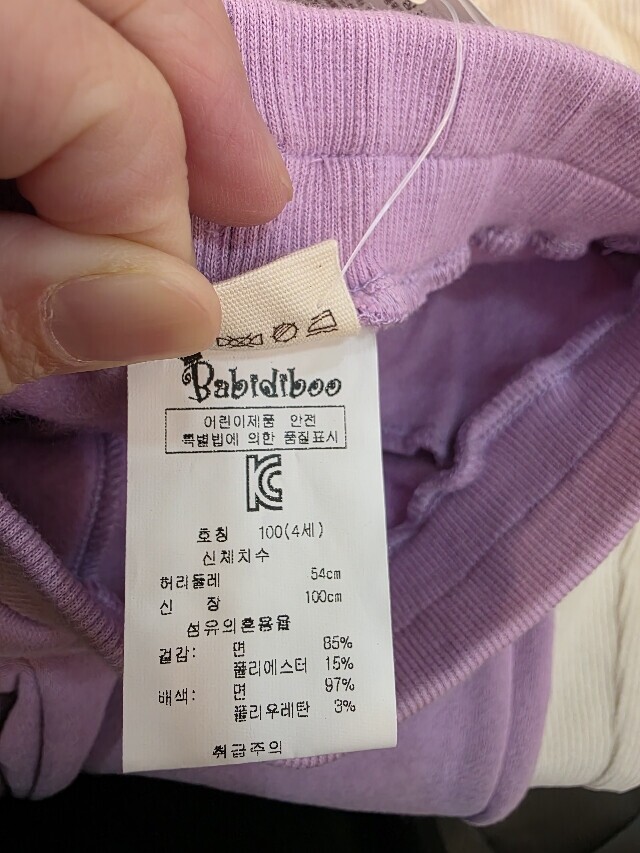 Babidiboo
어린이제품 안전
특별법에 의한 품질표시
KC
호칭 100(4세)
신체치수
허리둘레 54cm
신 장 100cm
섬유의혼용율
겉감: 면 85%
폴리에스터 15%
배색: 면 97%
폴리우레탄 3%
취급주의